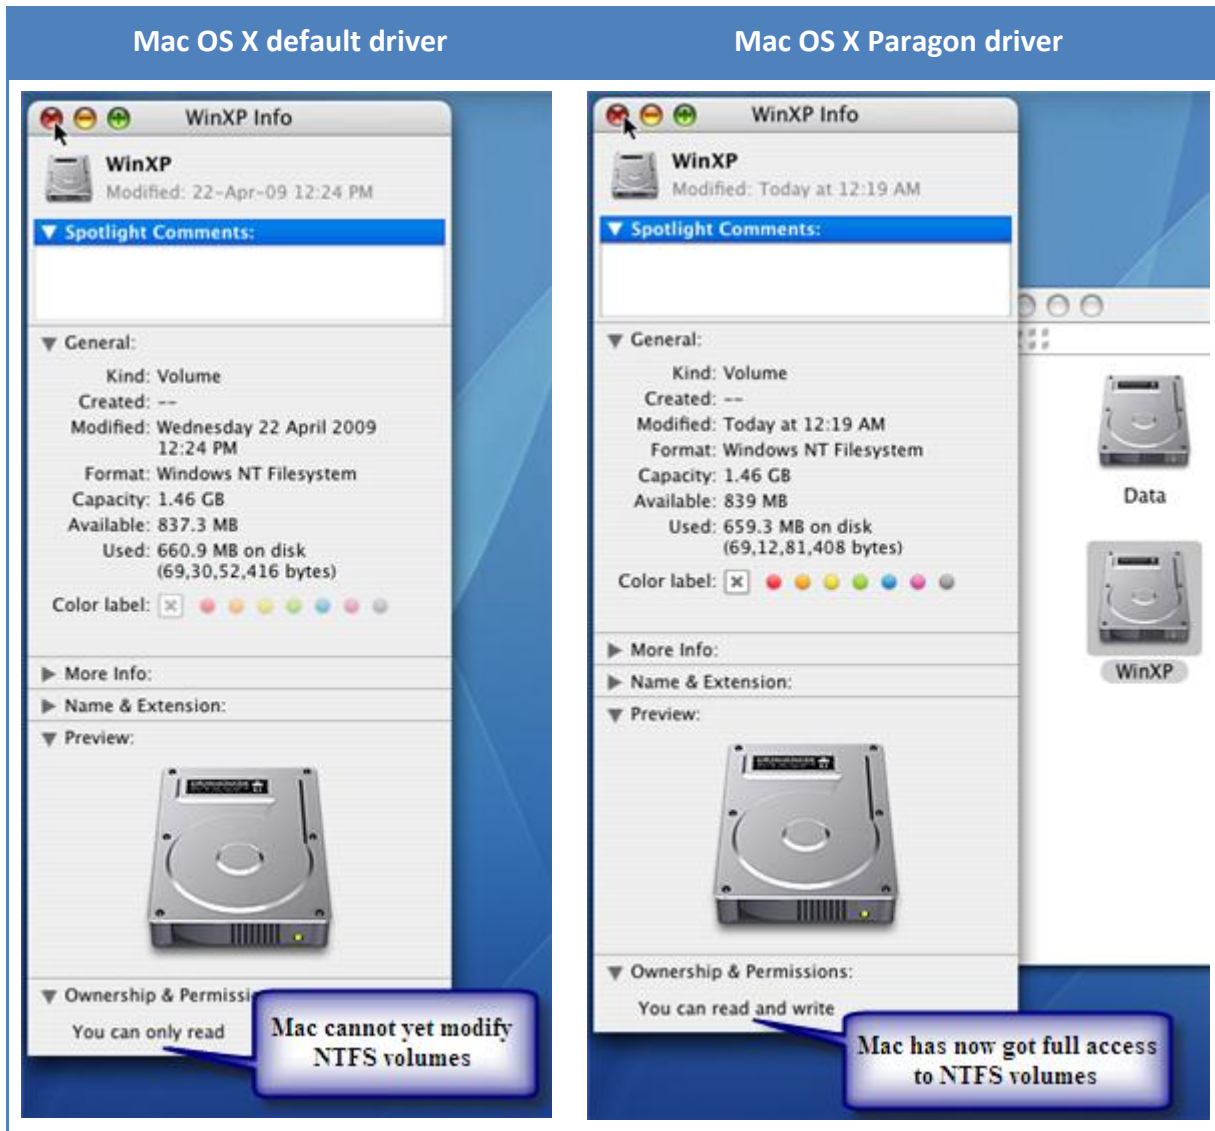 Mac OS X default driver
Mac OS X Paragon driver
WinXP Info
WinXP
Modified: 22-Apr-09 12:24 PM
Spotlight Comments:
General:
Kind: Volume
Created: --
Modified: Wednesday 22 April 2009
12:24 PM
Format: Windows NT Filesystem
Capacity: 1.46 GB
Available: 837.3 MB
Used: 660.9 MB on disk
(69,30,52,416 bytes)
Color label:
More Info:
Name & Extension:
Preview:
Ownership & Permissi
You can only read
Mac cannot yet modify
NTFS volumes
WinXP Info
WinXP
Modified: Today at 12:19 AM
Spotlight Comments:
General:
Kind: Volume
Created: --
Modified: Today at 12:19 AM
Format: Windows NT Filesystem
Capacity: 1.46 GB
Available: 839 MB
Used: 659.3 MB on disk
(69,12,81,408 bytes)
Color label:
More Info:
Name & Extension:
Preview:
Ownership & Permissions:
You can read and write
Mac has now got full access
to NTFS volumes
Data
WinXP